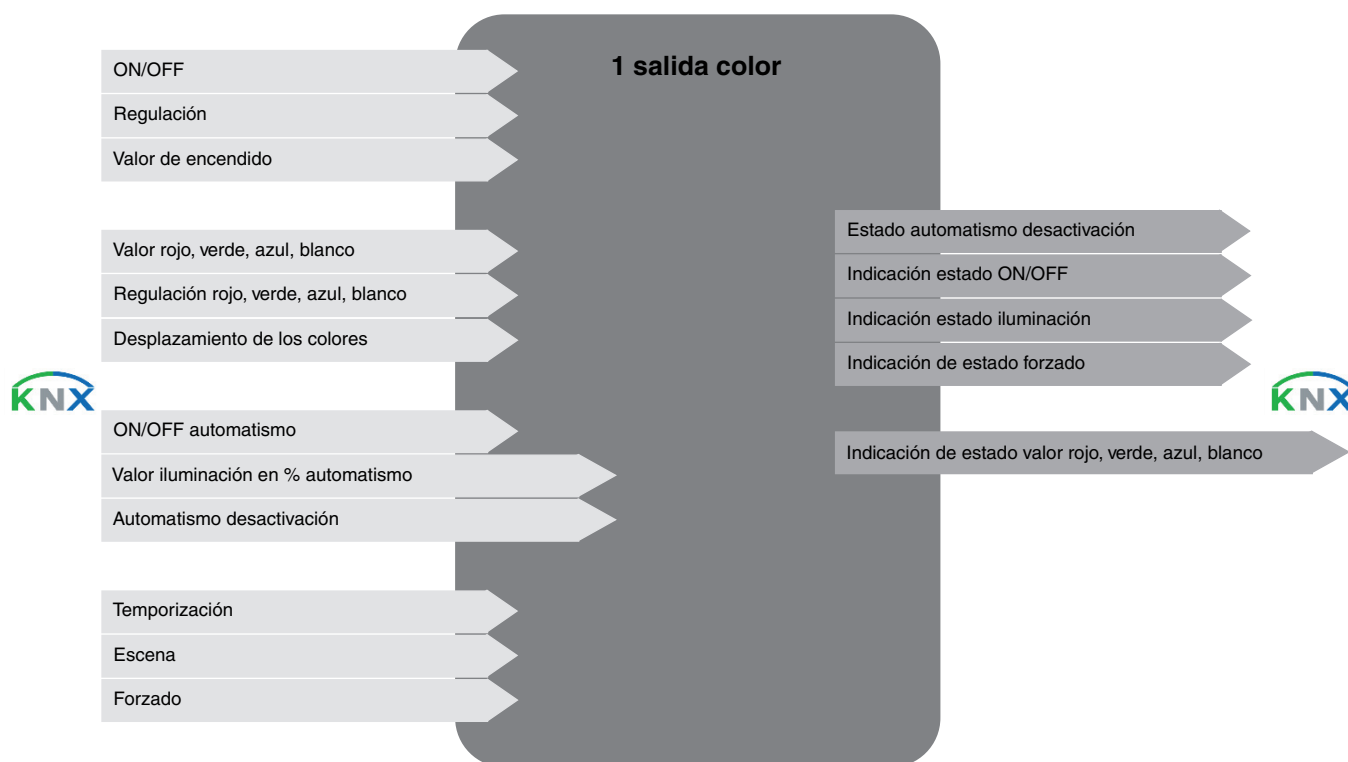 1 salida color
ON/OFF
Regulación
Valor de encendido
Valor rojo, verde, azul, blanco
Regulación rojo, verde, azul, blanco
Desplazamiento de los colores
KNX
ON/OFF automatismo
Valor iluminación en % automatismo
Automatismo desactivación
Temporización
Escena
Forzado
Estado automatismo desactivación
Indicación estado ON/OFF
Indicación estado iluminación
Indicación de estado forzado
KNX
Indicación de estado valor rojo, verde, azul, blanco